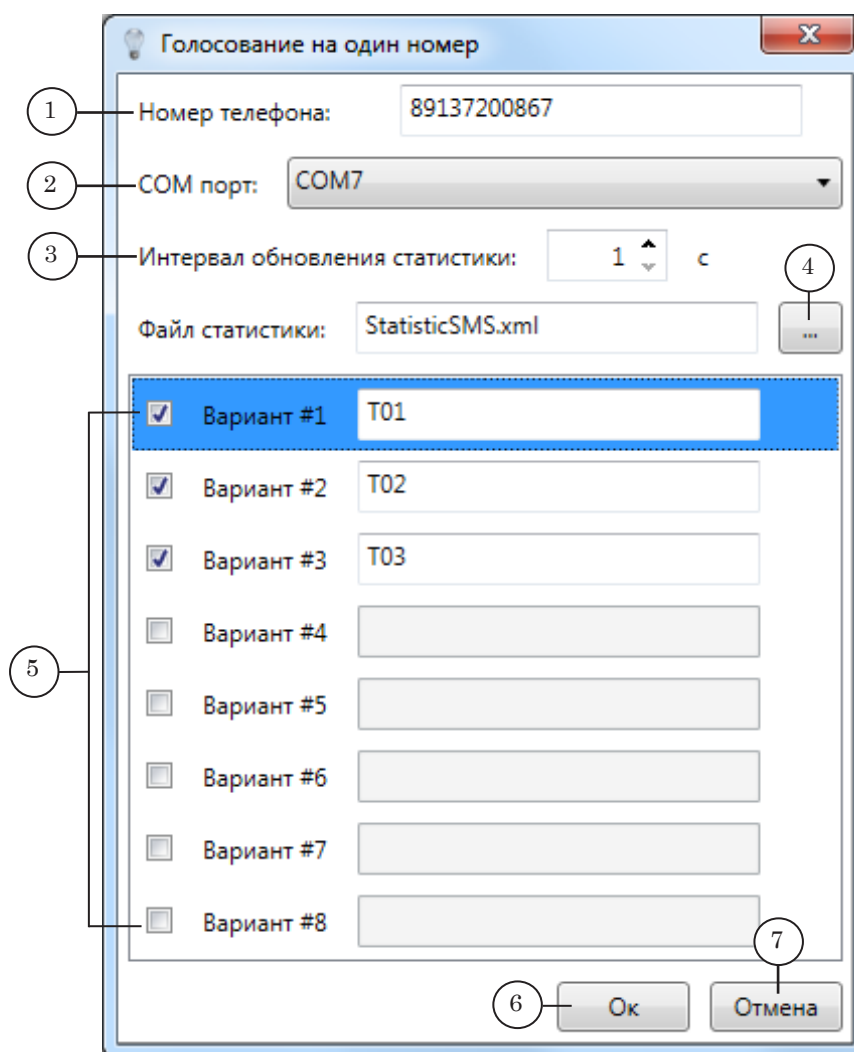 Голосование на один номер
1 Номер телефона: 89137200867
2 COM порт: COM7
3 Интервал обновления статистики: 1 с
4
Файл статистики: StatisticSMS.xml ...
Вариант #1 T01
Вариант #2 T02
Вариант #3 T03
Вариант #4
5
Вариант #5
Вариант #6
Вариант #7
Вариант #8
7
6 Ок Отмена